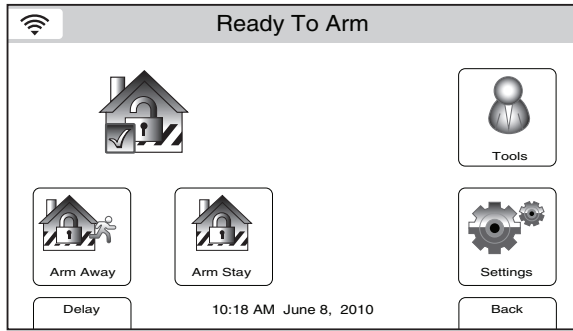 Ready To Arm
Tools
Arm Away
Arm Stay
Settings
Delay
10:18 AM June 8, 2010
Back